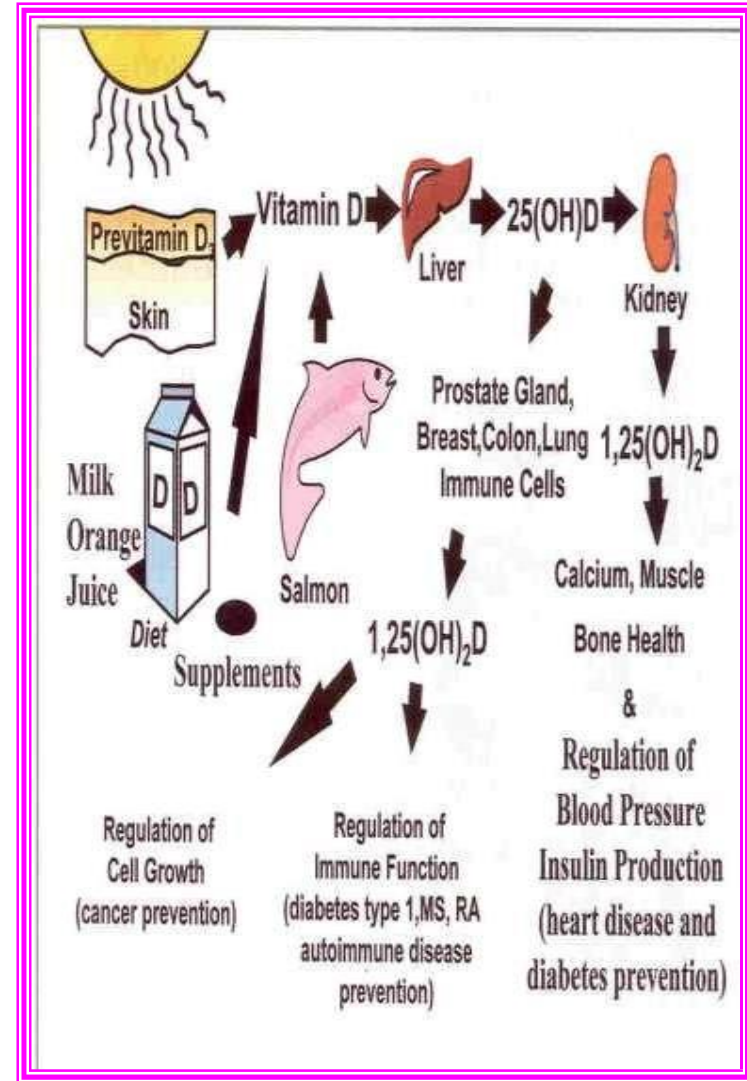 Vitamin D
25(OH)D
Previtamin D3
Skin
Liver
Kidney
Prostate Gland,
Breast,Colon,Lung
Immune Cells
1,25(OH)2D
Milk
Orange
Juice
D D
Diet
Salmon
Supplements
1,25(OH)2D
Calcium, Muscle
Bone Health
&
Regulation of
Blood Pressure
Insulin Production
(heart disease and
diabetes prevention)
Regulation of
Cell Growth
(cancer prevention)
Regulation of
Immune Function
(diabetes type 1,MS, RA
autoimmune disease
prevention)